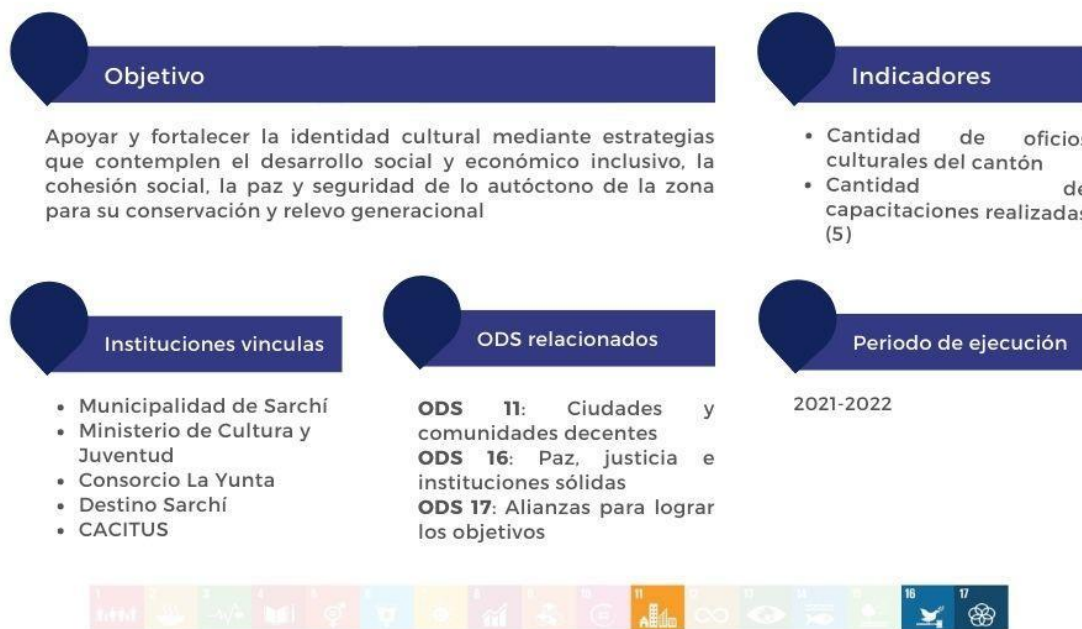 Objetivo
Apoyar y fortalecer la identidad cultural mediante estrategias
que contemplen el desarrollo social y económico inclusivo, la
cohesión social, la paz y seguridad de lo autóctono de la zona
para su conservación y relevo generacional
Indicadores
• Cantidad de oficios
culturales del cantón
• Cantidad de
capacitaciones realizadas
(5)
Instituciones vinculas
• Municipalidad de Sarchí
• Ministerio de Cultura y
Juventud
• Consorcio La Yunta
• Destino Sarchí
• CACITUS
ODS relacionados
ODS 11: Ciudades y
comunidades decentes
ODS 16: Paz, justicia e
instituciones sólidas
ODS 17: Alianzas para lograr
los objetivos
Periodo de ejecución
2021-2022
11 16 17